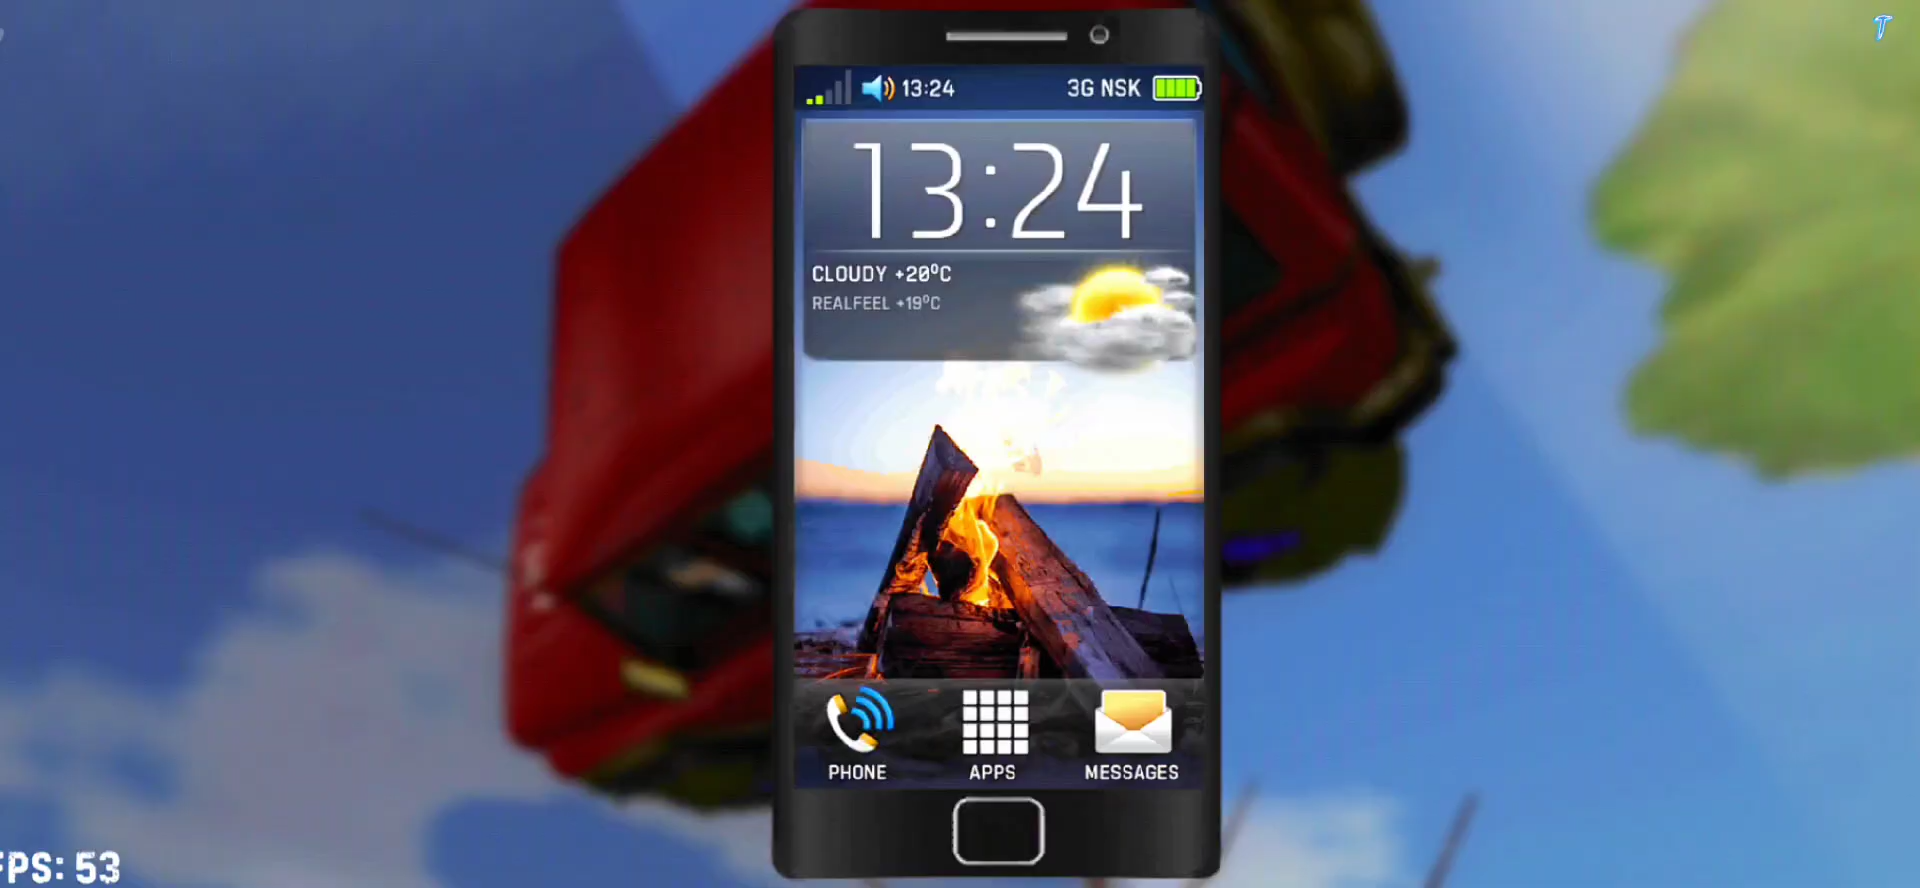 T
13:24
3G NSK
13:24
CLOUDY +20°C
REALFEEL +19°C
PHONE
APPS
MESSAGES
FPS: 53